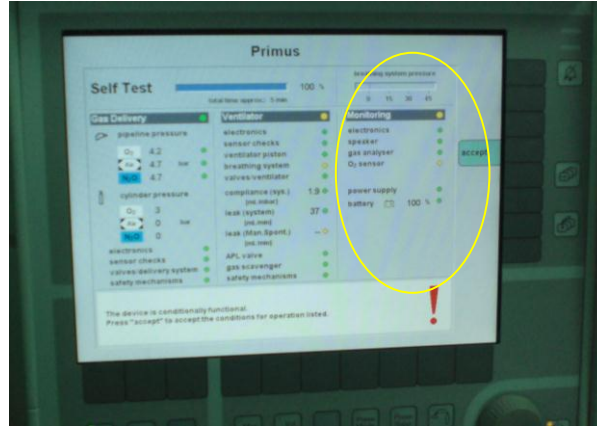 Primus
Self Test 100 %
total time approx.: 5 min
breathing system pressure
0 15 30 45
Gas Delivery
pipeline pressure
O₂ 4.2
Air 4.7 bar
N₂O 4.7
cylinder pressure
O₂ 3
Air 0 bar
N₂O 0
electronics
sensor checks
valves/delivery system
safety mechanisms
Ventilator
electronics
sensor checks
ventilator piston
breathing system
valves/ventilator
compliance (sys.) 1.9
(mL/mbar)
leak (system) 37
(mL/min)
leak (Man.Spont.) --
(mL/min)
APL valve
gas scavenger
safety mechanisms
Monitoring
electronics
speaker
gas analyser
O₂ sensor
power supply
battery 100 %
accept
The device is conditionally functional.
Press "accept" to accept the conditions for operation listed.
!